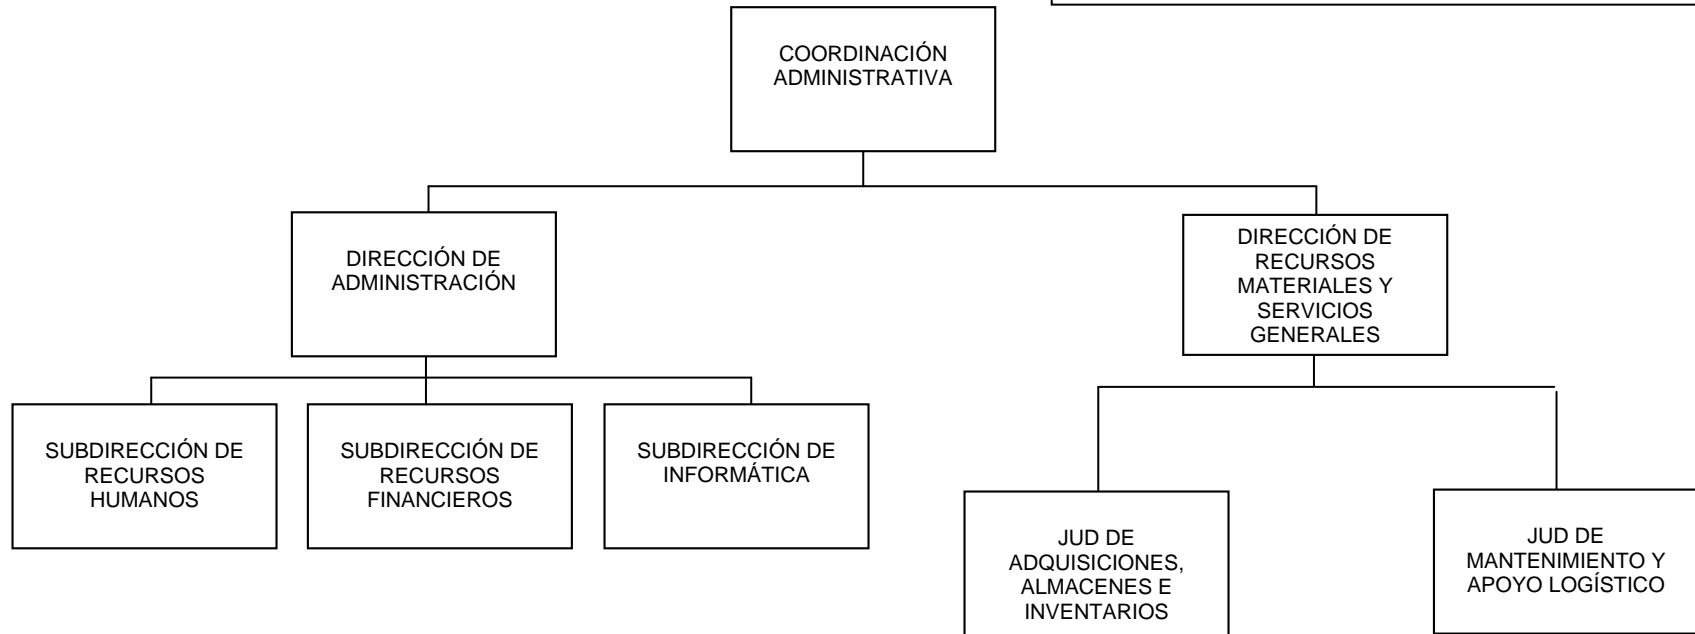 COORDINACIÓN
ADMINISTRATIVA
DIRECCIÓN DE
ADMINISTRACIÓN
DIRECCIÓN DE
RECURSOS
MATERIALES Y
SERVICIOS
GENERALES
SUBDIRECCIÓN DE
RECURSOS
HUMANOS
SUBDIRECCIÓN DE
RECURSOS
FINANCIEROS
SUBDIRECCIÓN DE
INFORMÁTICA
JUD DE
ADQUISICIONES,
ALMACENES E
INVENTARIOS
JUD DE
MANTENIMIENTO Y
APOYO LOGÍSTICO